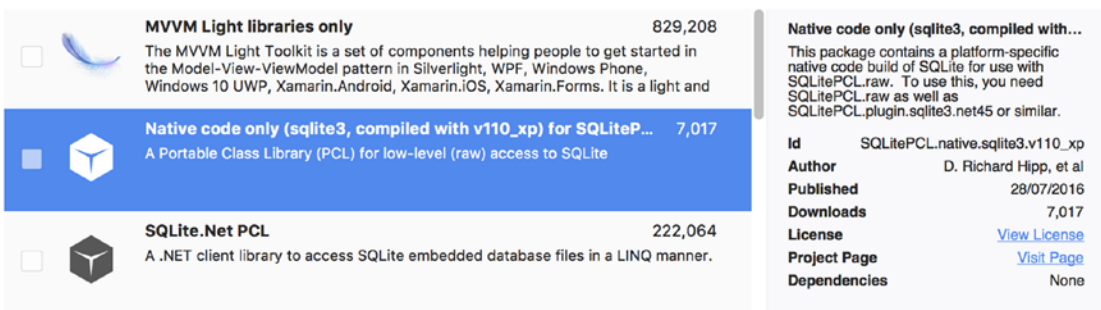 MVVM Light libraries only 829,208
The MVVM Light Toolkit is a set of components helping people to get started in
the Model-View-ViewModel pattern in Silverlight, WPF, Windows Phone,
Windows 10 UWP, Xamarin.Android, Xamarin.iOS, Xamarin.Forms. It is a light and
Native code only (sqlite3, compiled with v110_xp) for SQLiteP... 7,017
A Portable Class Library (PCL) for low-level (raw) access to SQLite
SQLite.Net PCL 222,064
A .NET client library to access SQLite embedded database files in a LINQ manner.
Native code only (sqlite3, compiled with...
This package contains a platform-specific
native code build of SQLite for use with
SQLitePCL.raw. To use this, you need
SQLitePCL.raw as well as
SQLitePCL.plugin.sqlite3.net45 or similar.
Id SQLitePCL.native.sqlite3.v110_xp
Author D. Richard Hipp, et al
Published 28/07/2016
Downloads 7,017
License View License
Project Page Visit Page
Dependencies None